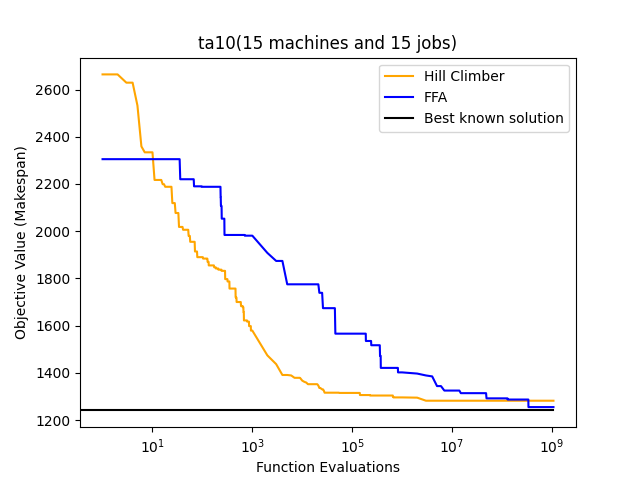 ta10(15 machines and 15 jobs)
Hill Climber
FFA
Best known solution
Objective Value (Makespan)
2600
2400
2200
2000
1800
1600
1400
1200
10^1
10^3
10^5
10^7
10^9
Function Evaluations